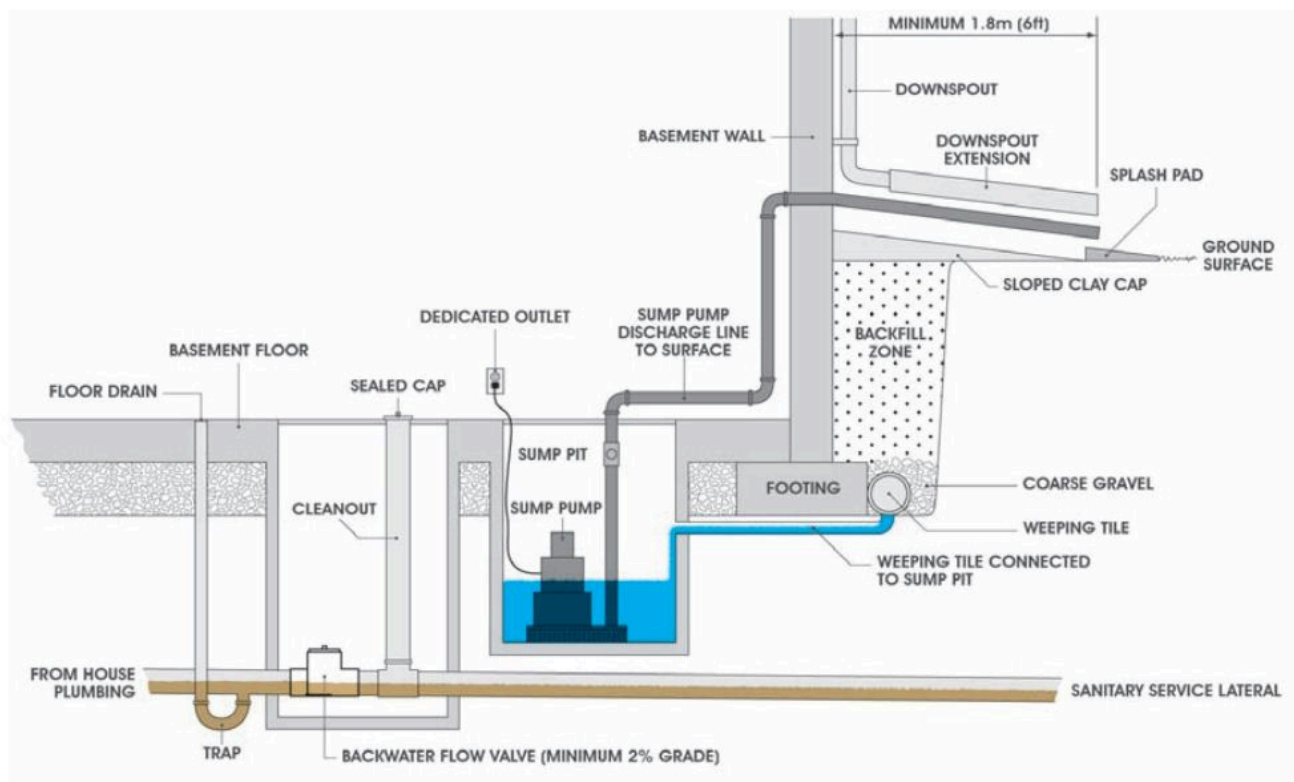 MINIMUM 1.8m (6ft)
DOWNSPOUT
BASEMENT WALL
DOWNSPOUT
EXTENSION
SPLASH PAD
GROUND
SURFACE
SLOPED CLAY CAP
DEDICATED OUTLET
SUMP PUMP
DISCHARGE LINE
TO SURFACE
BACKFILL
ZONE
BASEMENT FLOOR
FLOOR DRAIN
SEALED CAP
SUMP PIT
CLEANOUT
SUMP PUMP
FOOTING
COARSE GRAVEL
WEEPING TILE
WEEPING TILE CONNECTED
TO SUMP PIT
FROM HOUSE
PLUMBING
SANITARY SERVICE LATERAL
TRAP
BACKWATER FLOW VALVE (MINIMUM 2% GRADE)